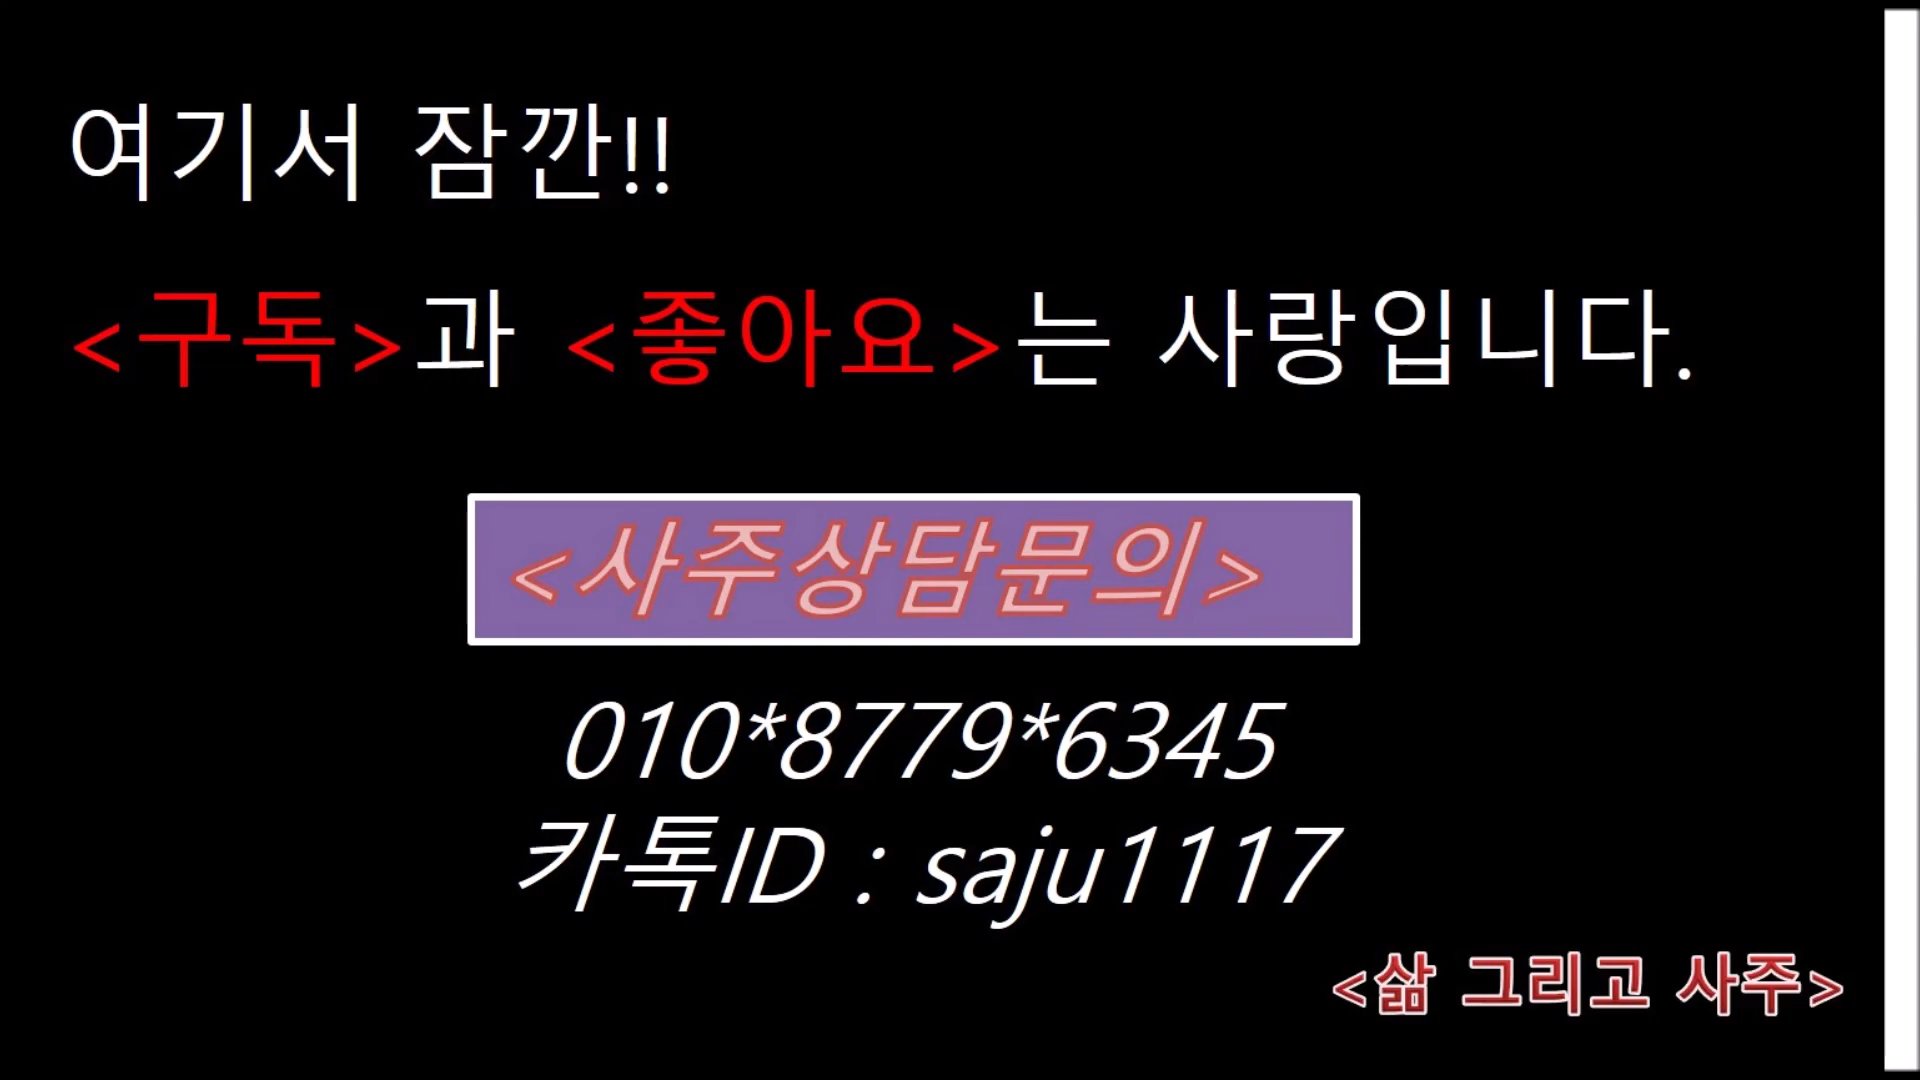 여기서 잠깐!!
<구독>과 <좋아요>는 사랑입니다.
<사주상담문의>
010*8779*6345
카톡ID : saju1117
<삶 그리고 사주>